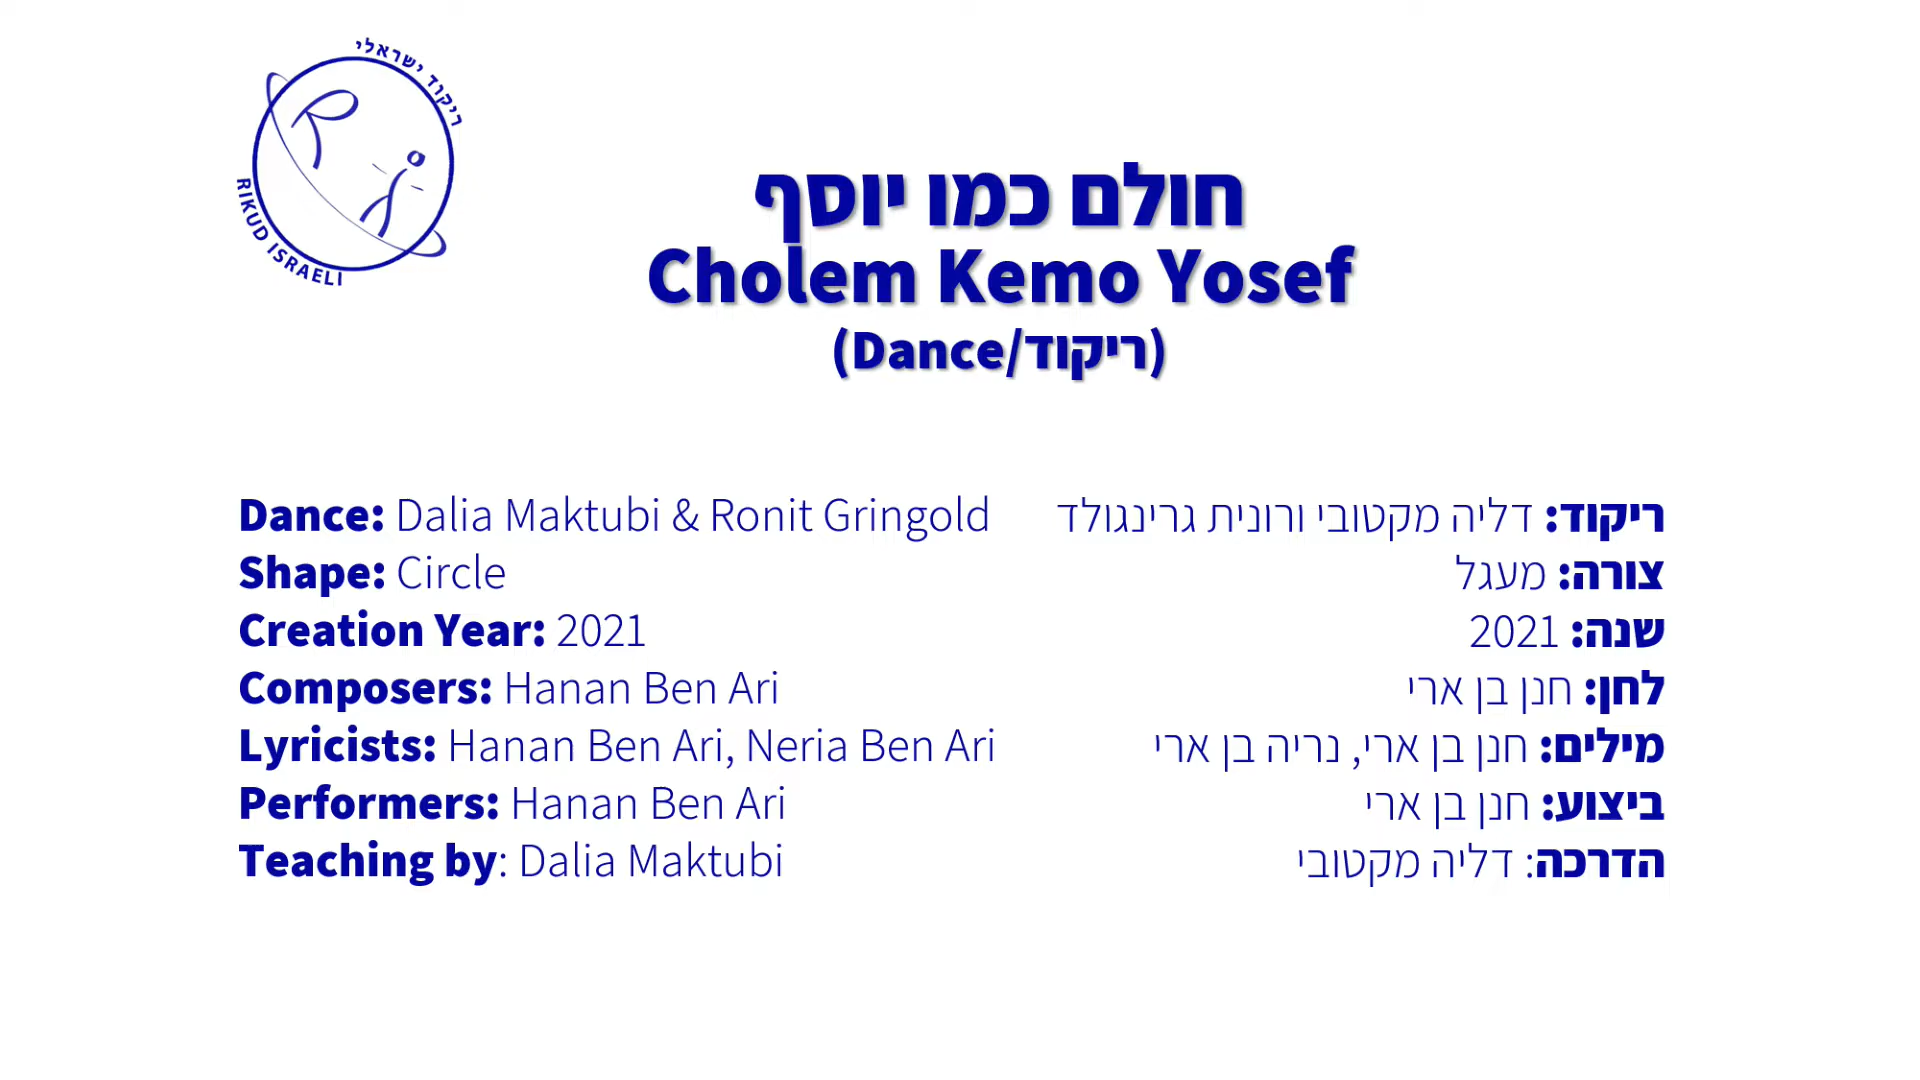 ריקוד ישראלי
RIKUD ISRAELI
חולם כמו יוסף
Cholem Kemo Yosef
(Dance/ריקוד)
Dance: Dalia Maktubi & Ronit Gringold
Shape: Circle
Creation Year: 2021
Composers: Hanan Ben Ari
Lyricists: Hanan Ben Ari, Neria Ben Ari
Performers: Hanan Ben Ari
Teaching by: Dalia Maktubi
ריקוד: דליה מקטובי ורונית גרינגולד
צורה: מעגל
שנה: 2021
לחן: חנן בן ארי
מילים: חנן בן ארי, נריה בן ארי
ביצוע: חנן בן ארי
הדרכה: דליה מקטובי